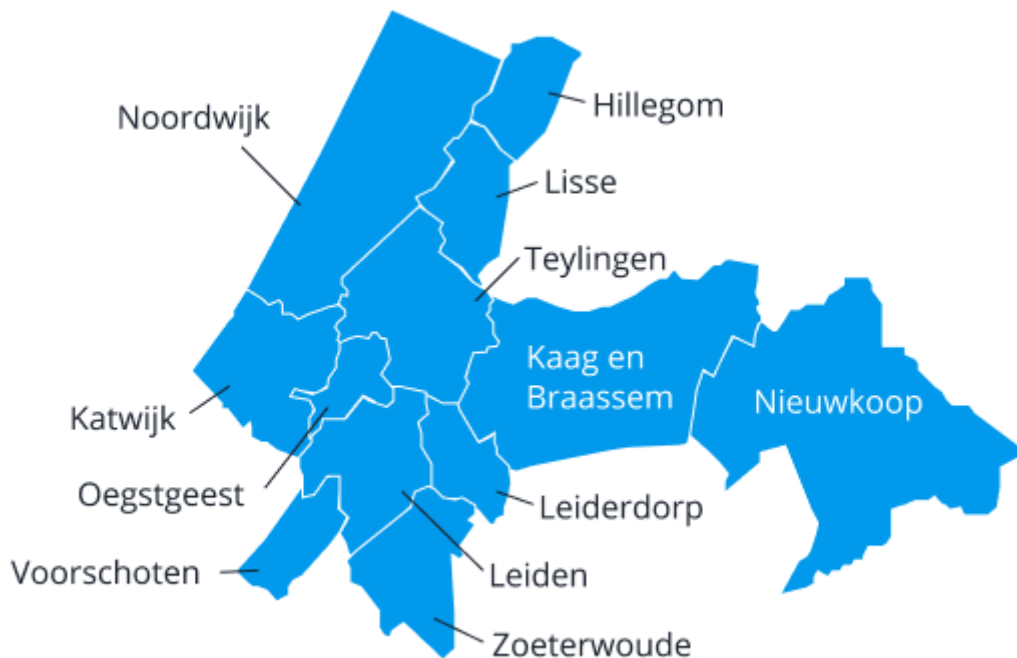 Hillegom
Noordwijk
Lisse
Teylingen
Kaag en
Braassem
Nieuwkoop
Katwijk
Oegstgeest
Leiderdorp
Voorschoten
Leiden
Zoeterwoude